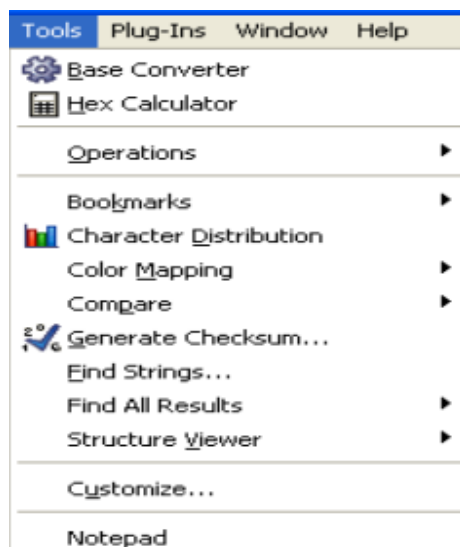 Tools Plug-Ins Window Help
Base Converter
Hex Calculator
Operations
Bookmarks
Character Distribution
Color Mapping
Compare
Generate Checksum...
Find Strings...
Find All Results
Structure Viewer
Customize...
Notepad